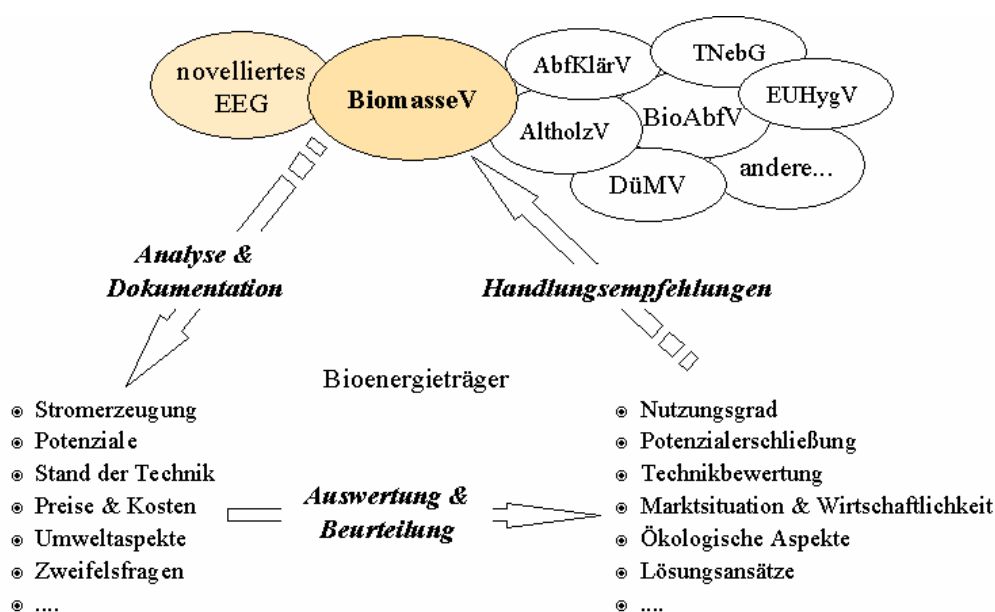 novelliertes
EEG
BiomasseV
AbfKlärV
TNebG
EUHygV
AltholzV
BioAbfV
DüMV
andere...
Analyse &
Dokumentation
Handlungsempfehlungen
Bioenergieträger
Stromerzeugung
Potenziale
Stand der Technik
Preise & Kosten
Umweltaspekte
Zweifelsfragen
....
Auswertung &
Beurteilung
Nutzungsgrad
Potenzialerschließung
Technikbewertung
Marktsituation & Wirtschaftlichkeit
Ökologische Aspekte
Lösungsansätze
....